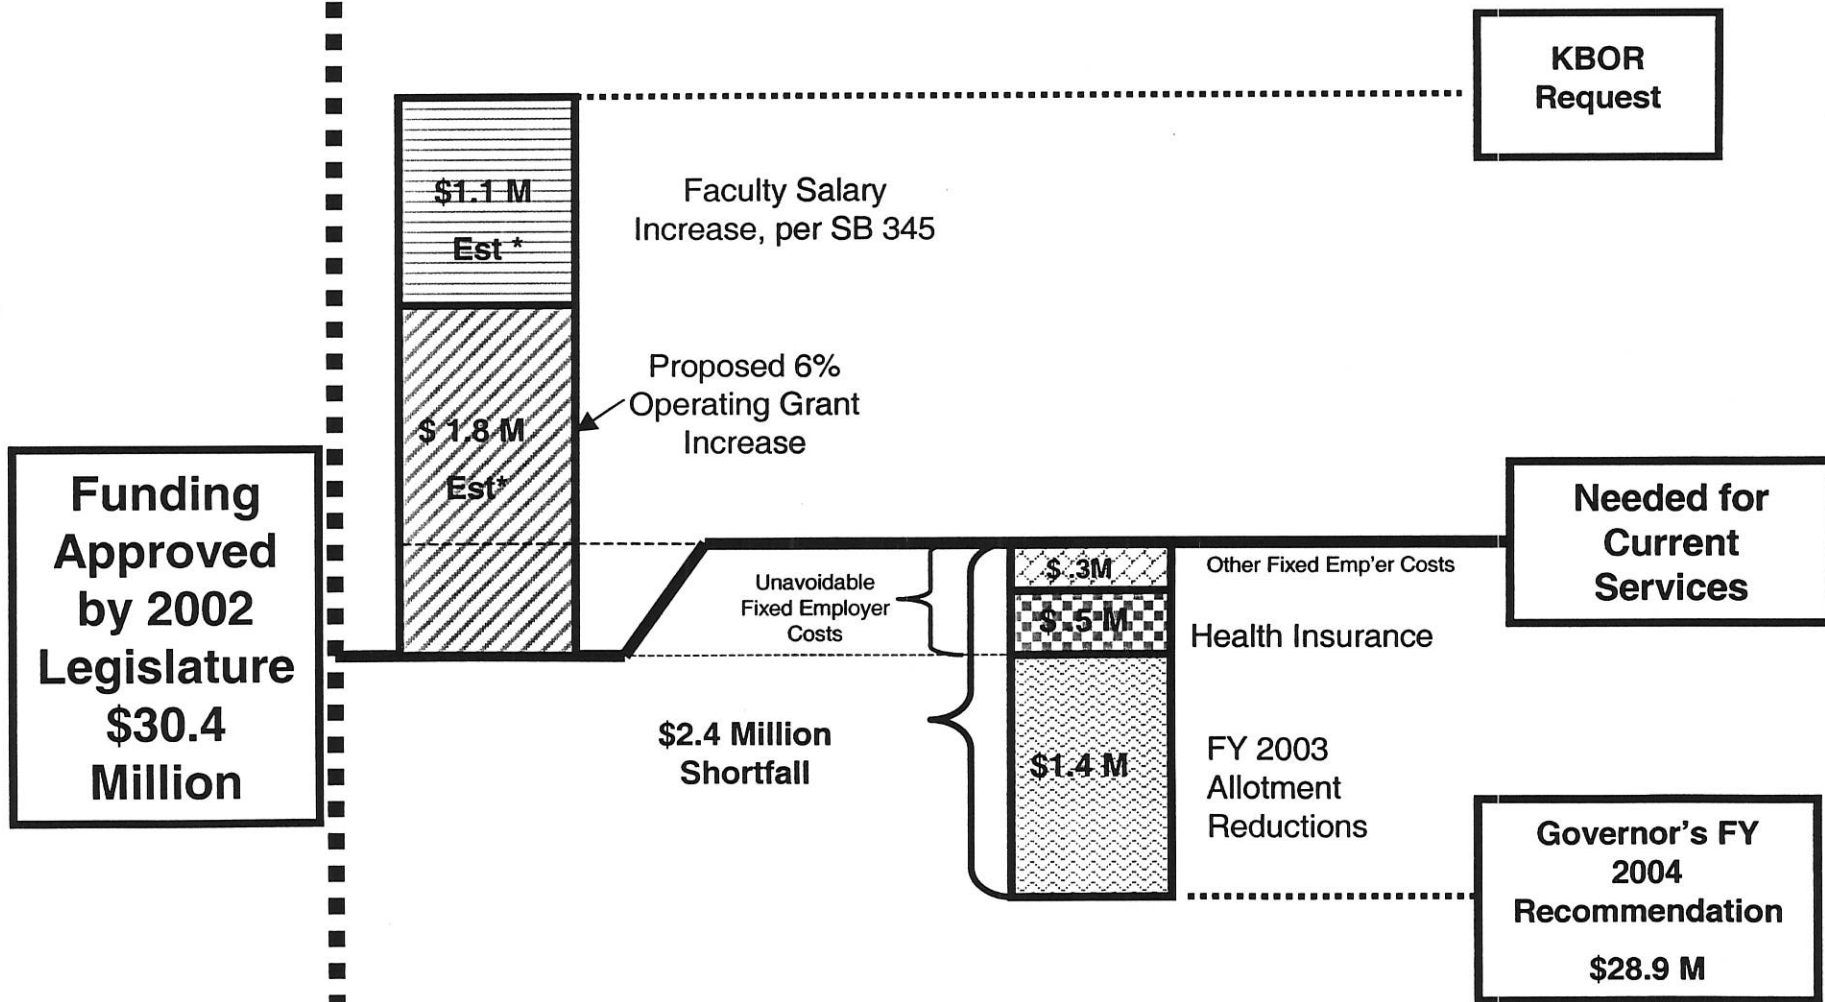 KBOR
Request
$1.1 M
Est *
Faculty Salary
Increase, per SB 345
Proposed 6%
Operating Grant
Increase
$ 1.8 M
Est*
Funding
Approved
by 2002
Legislature
$30.4
Million
Needed for
Current
Services
Unavoidable
Fixed Employer
Costs
$ .3M
Other Fixed Emp'er Costs
$ .5 M
Health Insurance
$2.4 Million
Shortfall
$1.4 M
FY 2003
Allotment
Reductions
Governor's FY
2004
Recommendation
$28.9 M